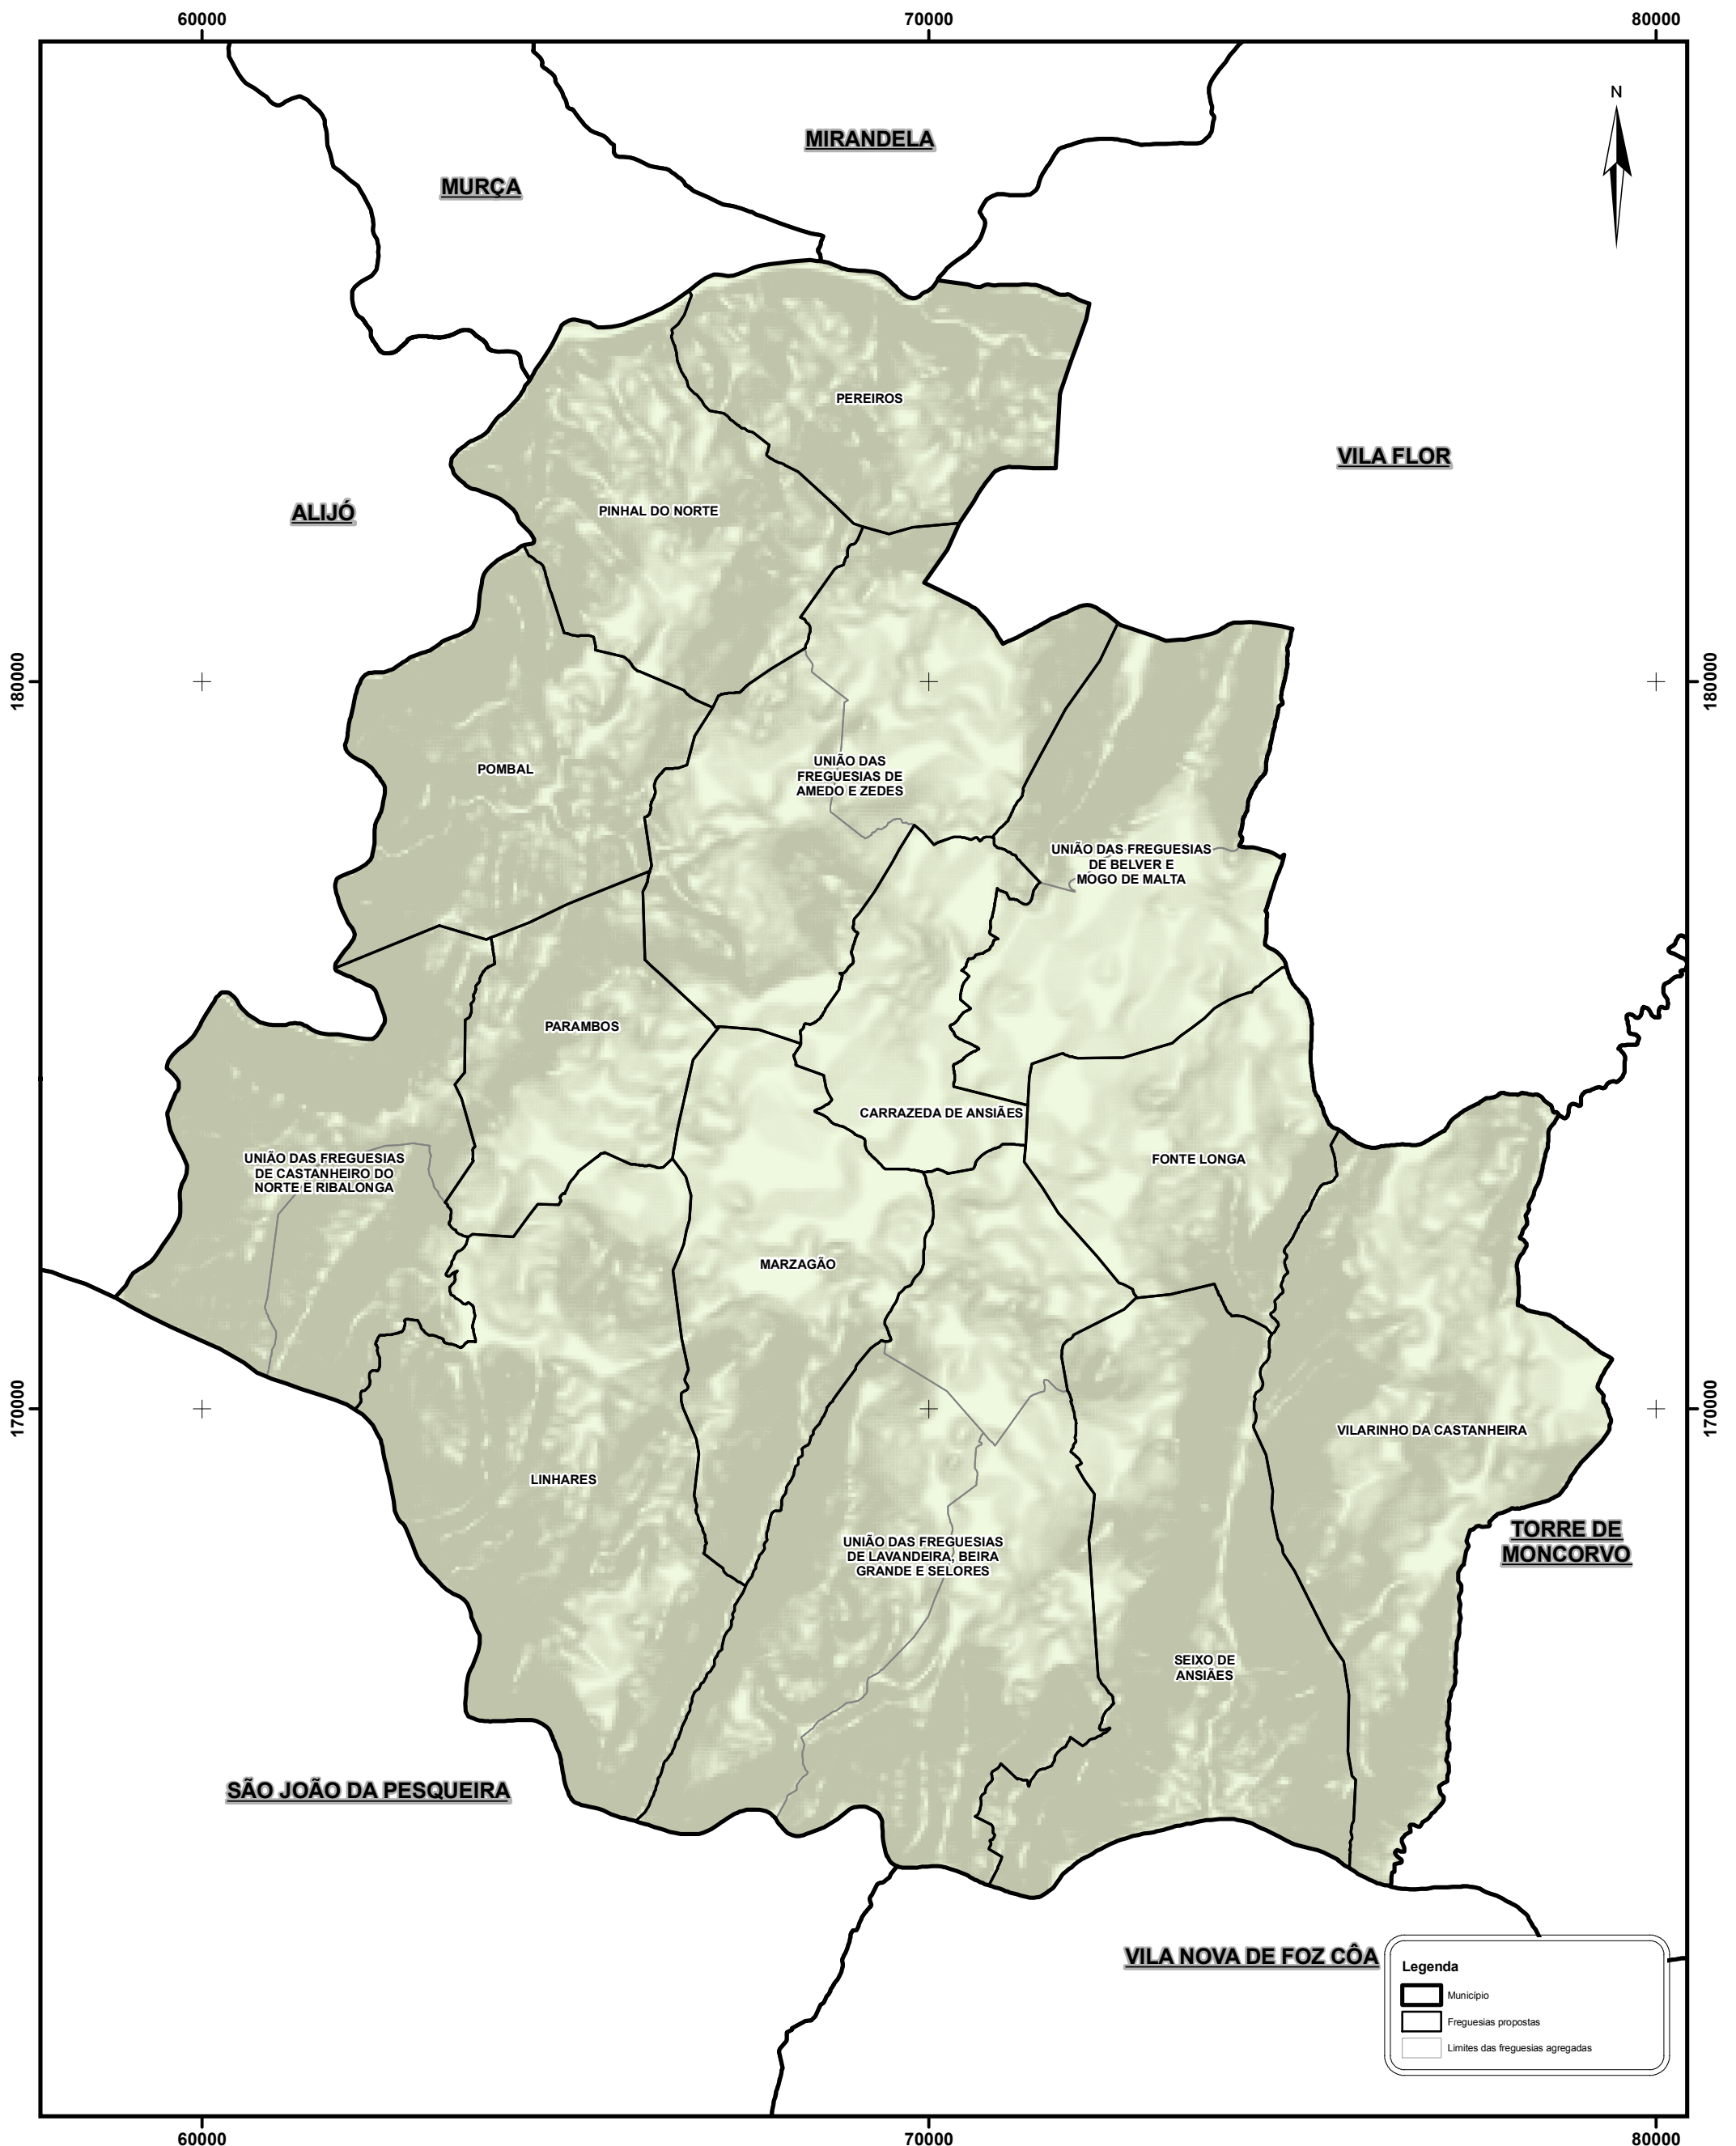 60000
70000
80000
N
MIRANDELA
MURÇA
PEREIROS
VILA FLOR
ALIJÓ
PINHAL DO NORTE
180000
180000
POMBAL
UNIÃO DAS
FREGUESIAS DE
AMEDO E ZEDES
UNIÃO DAS FREGUESIAS
DE BELVER E
MOGO DE MALTA
PARAMBOS
CARRAZEDA DE ANSIÃES
UNIÃO DAS FREGUESIAS
DE CASTANHEIRO DO
NORTE E RIBALONGA
FONTE LONGA
MARZAGÃO
170000
170000
VILARINHO DA CASTANHEIRA
LINHARES
TORRE DE
MONCORVO
UNIÃO DAS FREGUESIAS
DE LAVANDEIRA, BEIRA
GRANDE E SELORES
SEIXO DE
ANSIÃES
SÃO JOÃO DA PESQUEIRA
VILA NOVA DE FOZ CÔA
Legenda
Município
Freguesias propostas
Limites das freguesias agregadas
60000
70000
80000